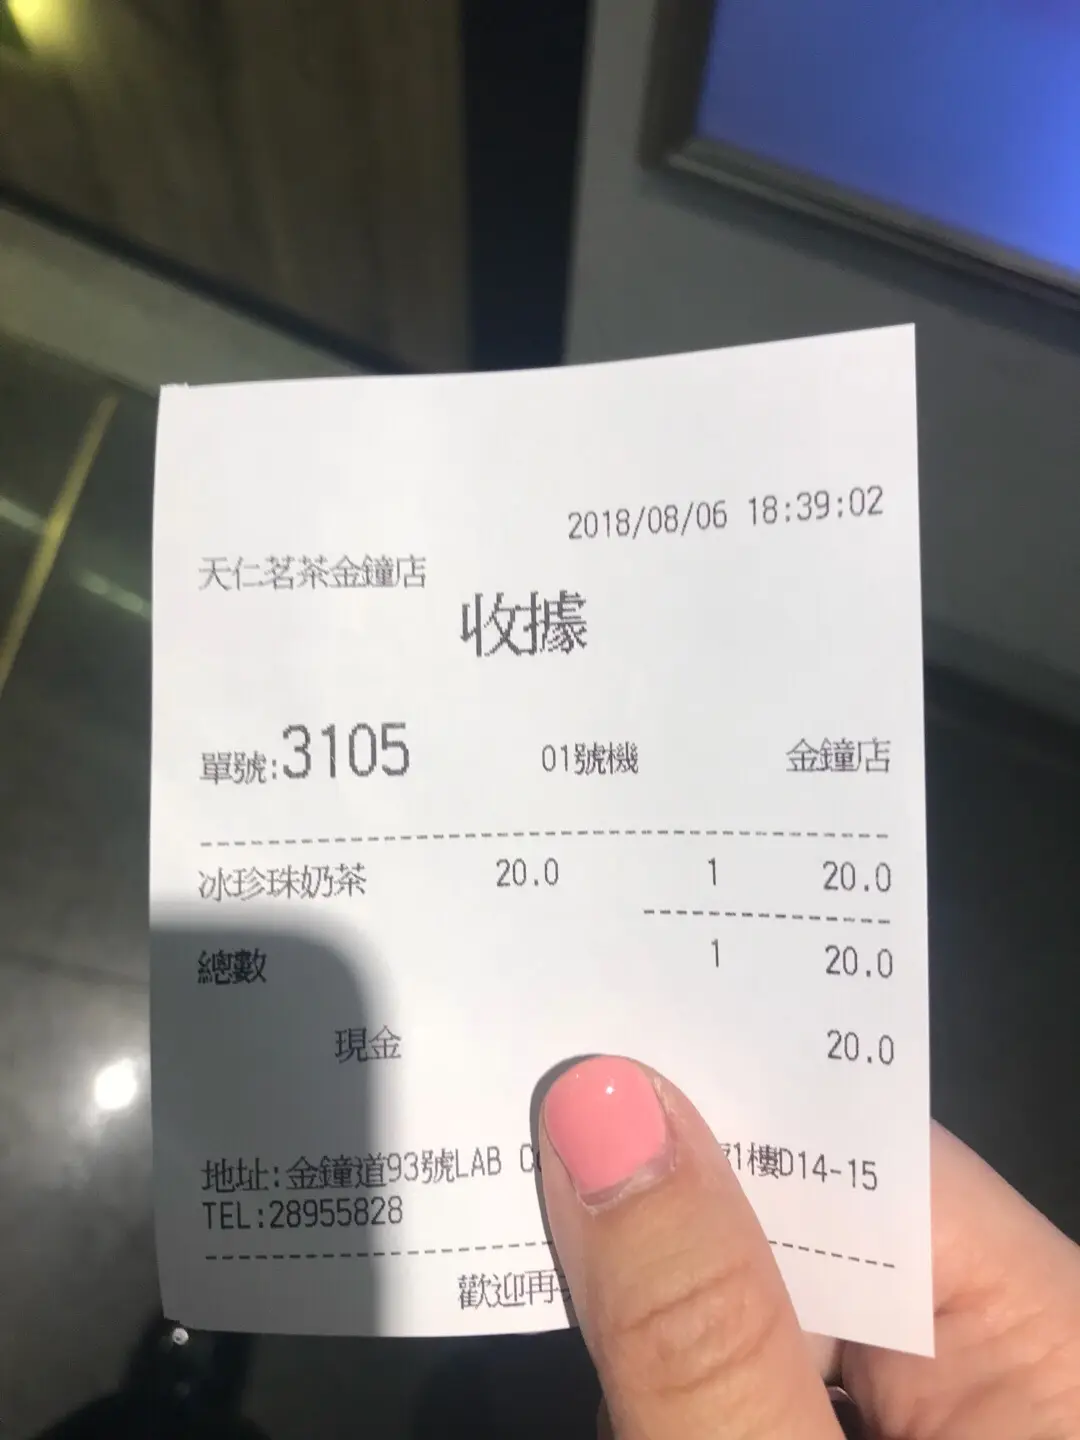 2018/08/06 18:39:02
天仁茗茶金鐘店
收據
單號:3105 01號機 金鐘店
冰珍珠奶茶 20.0 1 20.0
總數 1 20.0
現金 20.0
地址:金鐘道93號LAB 1樓D14-15
TEL:28955828
歡迎再